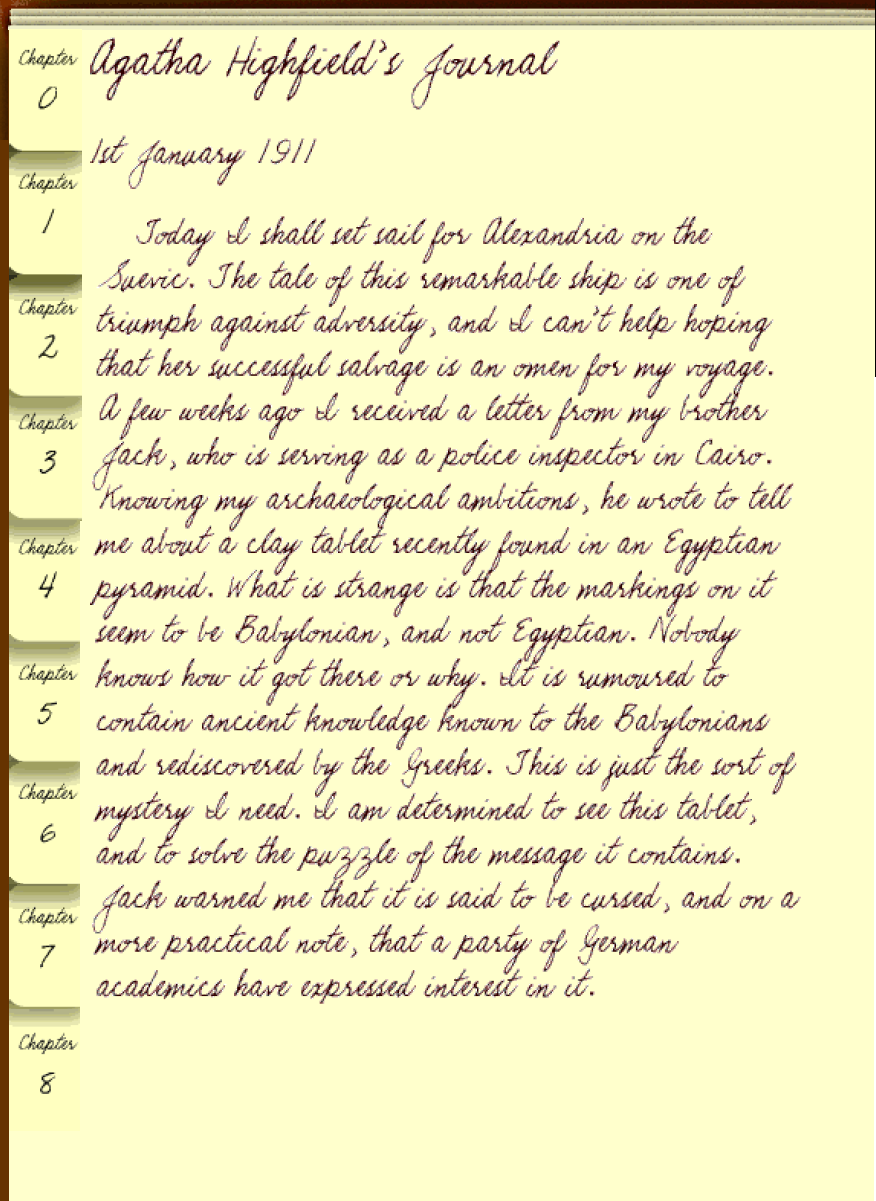 Agatha Highfield's Journal
1st January 1911
Today I shall set sail for Alexandria on the
Suevic. The tale of this remarkable ship is one of
triumph against adversity, and I can't help hoping
that her successful salvage is an omen for my voyage.
A few weeks ago I received a letter from my brother
Jack, who is serving as a police inspector in Cairo.
Knowing my archaeological ambitions, he wrote to tell
me about a clay tablet recently found in an Egyptian
pyramid. What is strange is that the markings on it
seem to be Babylonian, and not Egyptian. Nobody
knows how it got there or why. It is rumoured to
contain ancient knowledge known to the Babylonians
and rediscovered by the Greeks. This is just the sort of
mystery I need. I am determined to see this tablet,
and to solve the puzzle of the message it contains.
Jack warned me that it is said to be cursed, and on a
more practical note, that a party of German
academics have expressed interest in it.
Chapter
0
Chapter
1
Chapter
2
Chapter
3
Chapter
4
Chapter
5
Chapter
6
Chapter
7
Chapter
8